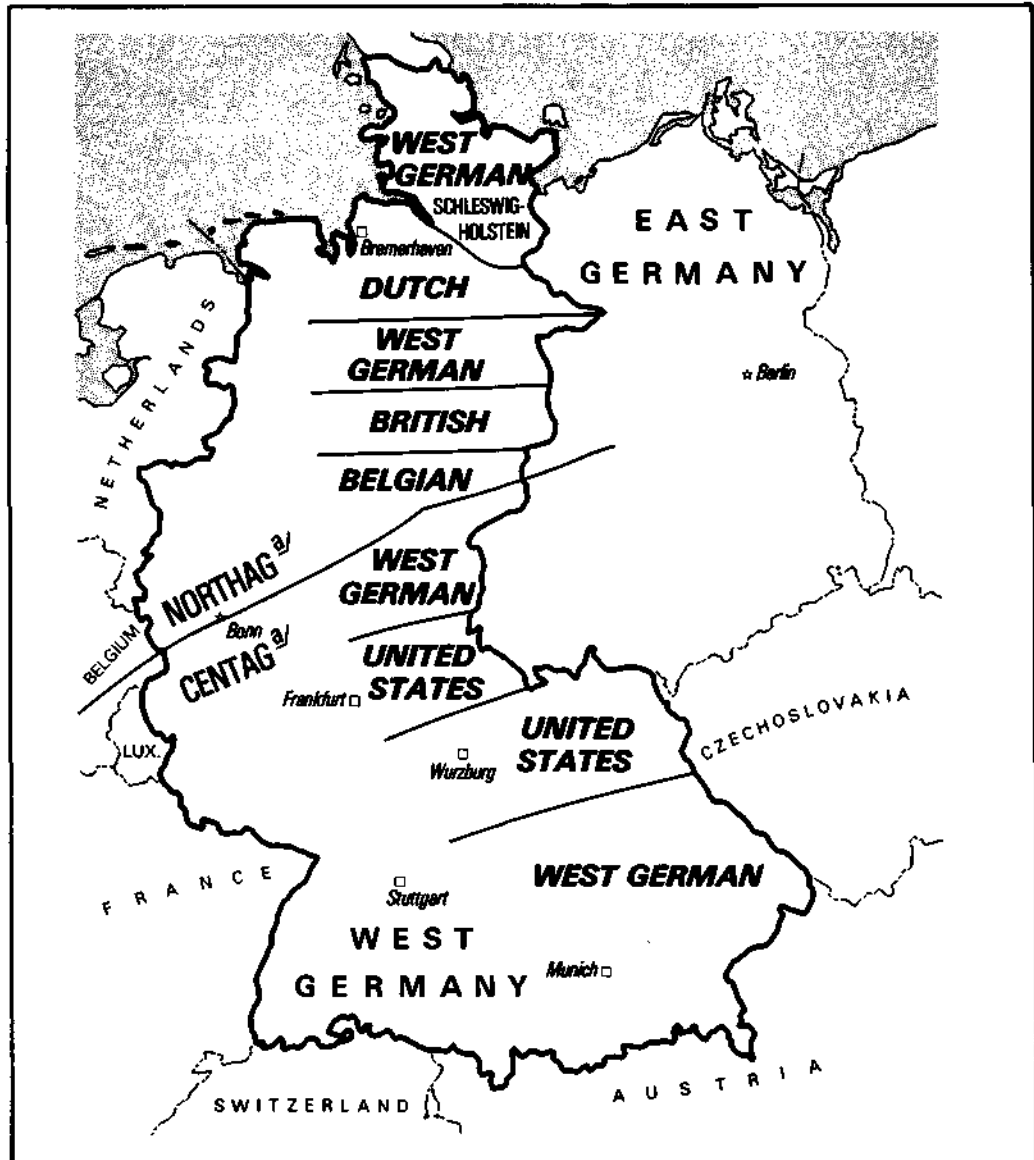 WEST
GERMAN
SCHLESWIG-
HOLSTEIN
EAST
GERMANY
Bremerhaven
DUTCH
NETHERLANDS
WEST
GERMAN
Berlin
BRITISH
BELGIAN
NORTHAG a/
WEST
GERMAN
Bonn
BELGIUM
CENTAG a/
UNITED
STATES
Frankfurt
CZECHOSLOVAKIA
UNITED
STATES
LUX.
Wurzburg
FRANCE
WEST GERMAN
Stuttgart
WEST
GERMANY
Munich
AUSTRIA
SWITZERLAND